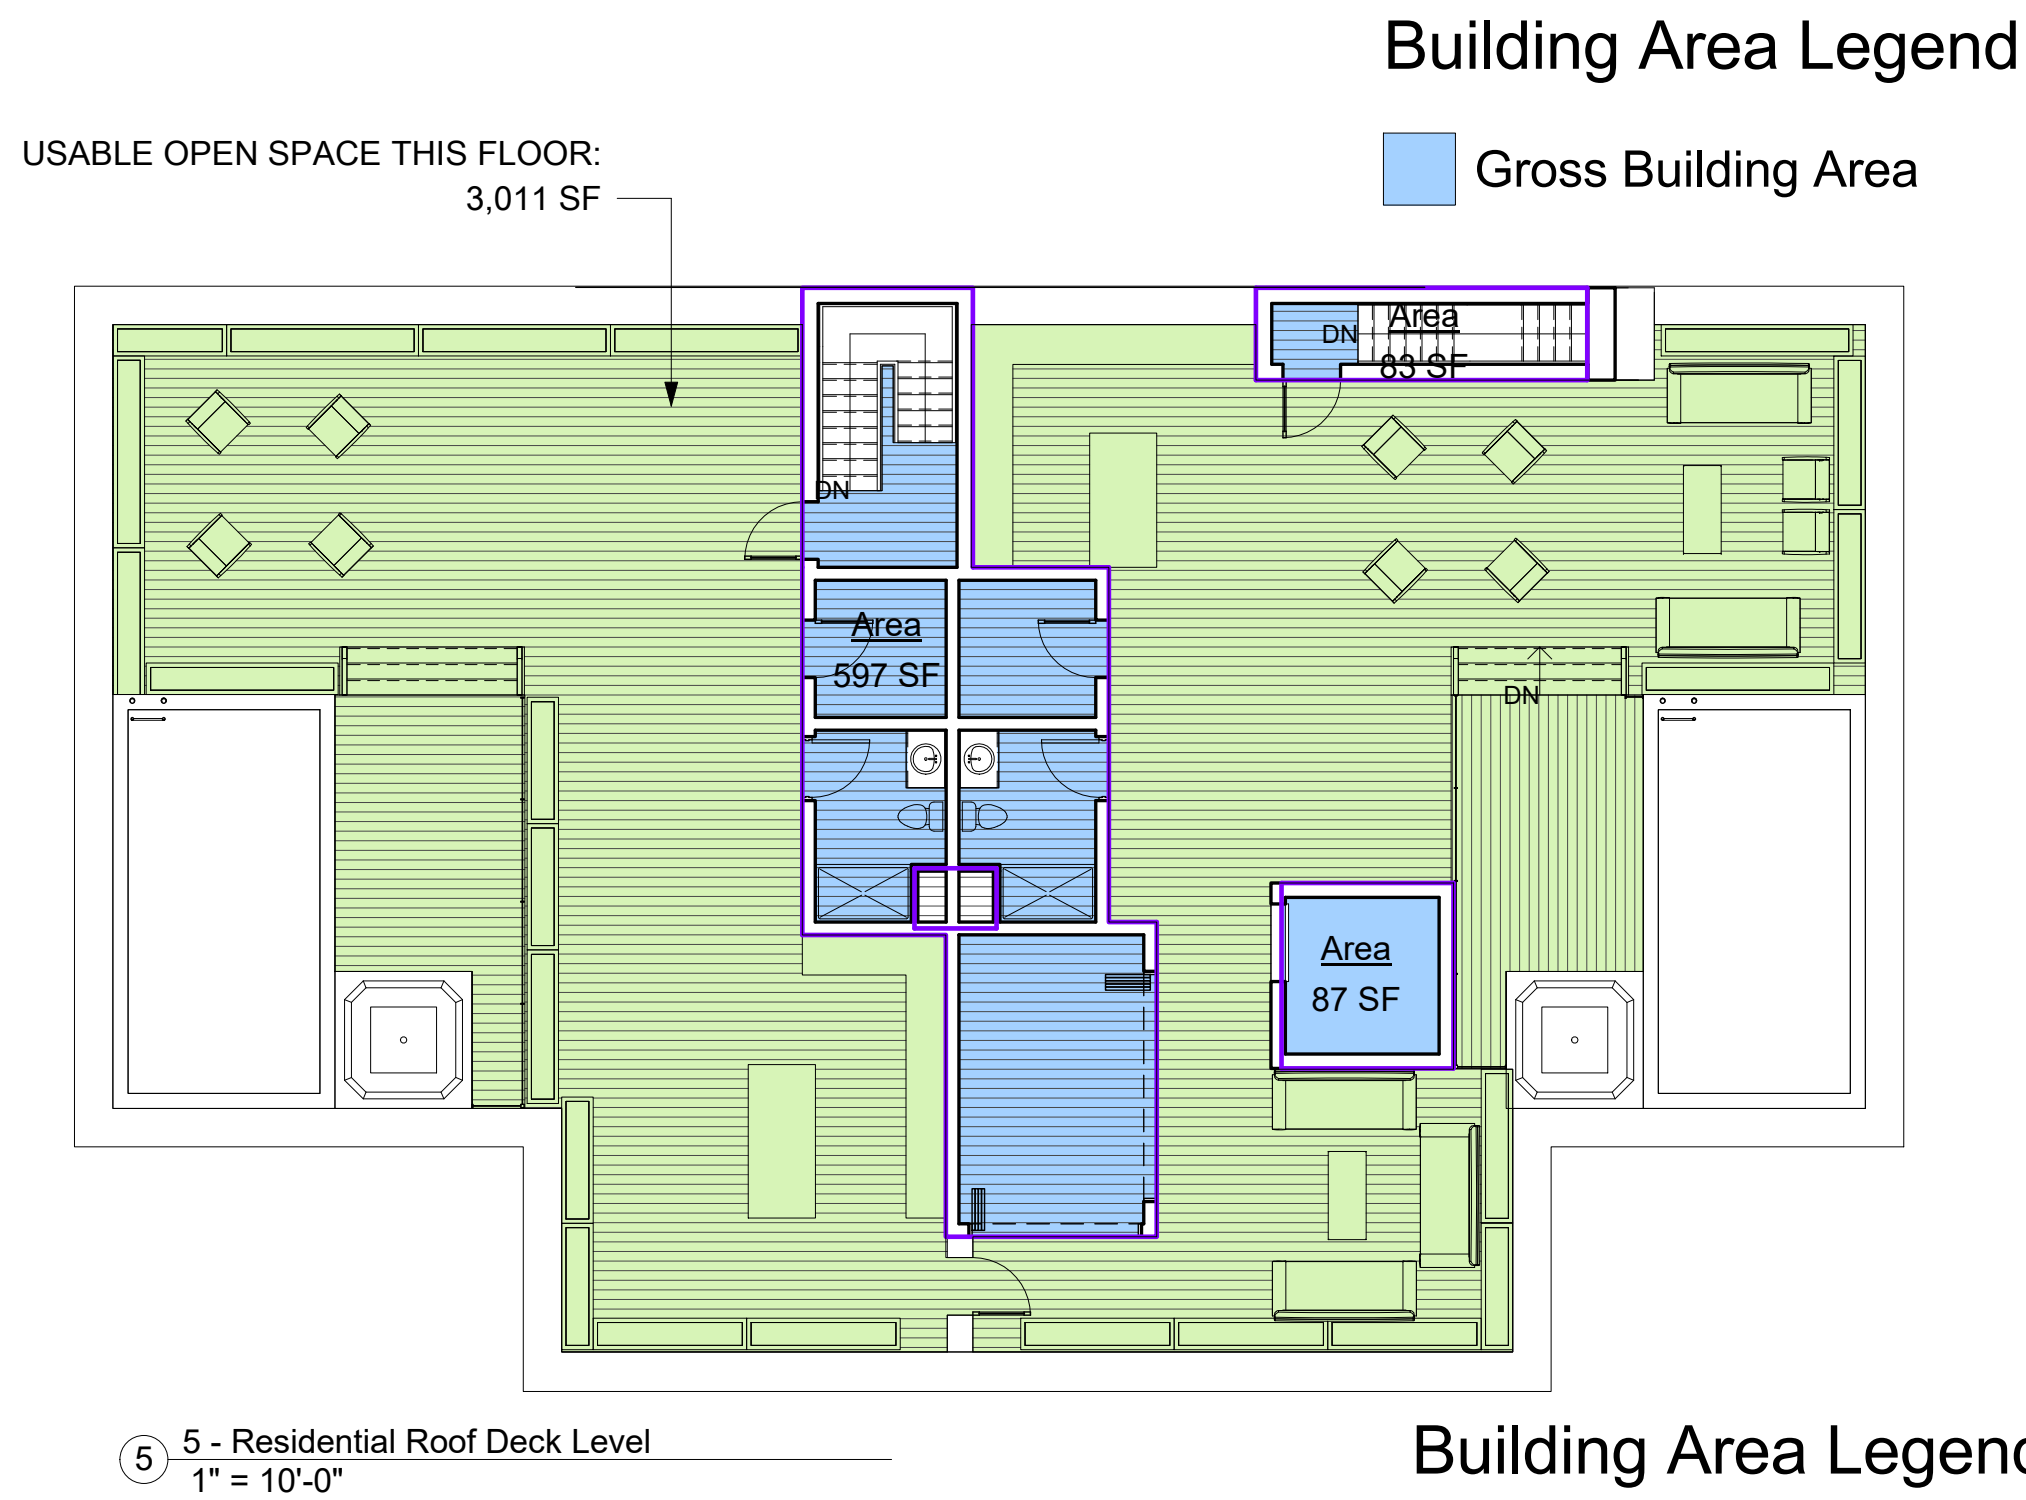 Building Area Legend
Gross Building Area
USABLE OPEN SPACE THIS FLOOR:
3,011 SF
Area
83 SF
DN
DN
Area
597 SF
DN
Area
87 SF
5
5 - Residential Roof Deck Level
1" = 10'-0"
Building Area Legend